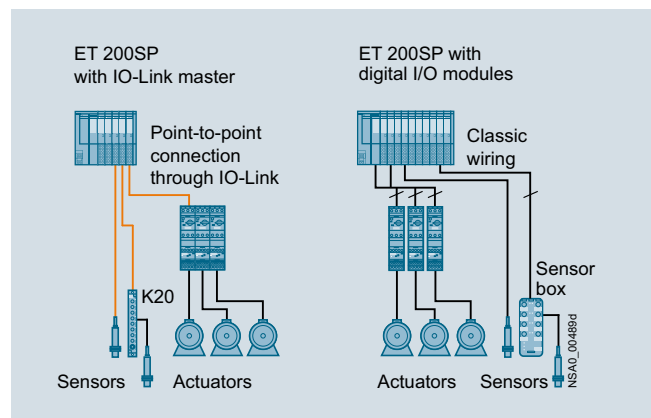 ET 200SP
with IO-Link master
ET 200SP with
digital I/O modules
Point-to-point
connection
through IO-Link
Classic
wiring
K20
Sensor
box
Sensors
Actuators
Actuators
Sensors
NSA0_00489d